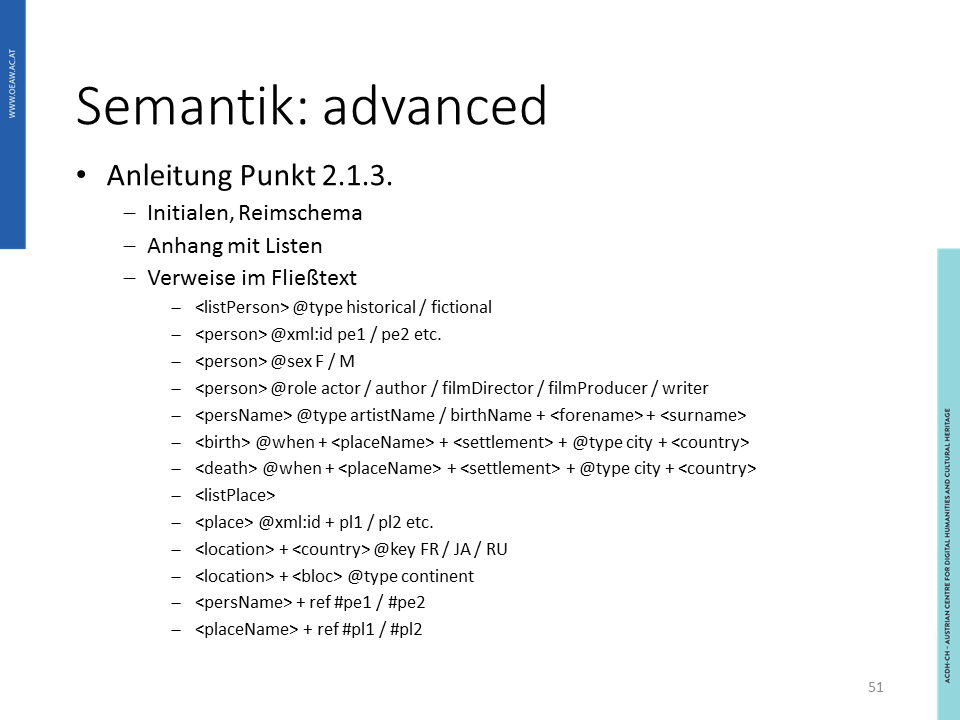 WWW.OEAW.AC.AT
Semantik: advanced
• Anleitung Punkt 2.1.3.
– Initialen, Reimschema
– Anhang mit Listen
– Verweise im Fließtext
– <listPerson> @type historical / fictional
– <person> @xml:id pe1 / pe2 etc.
– <person> @sex F / M
– <person> @role actor / author / filmDirector / filmProducer / writer
– <persName> @type artistName / birthName + <forename> + <surname>
– <birth> @when + <placeName> + <settlement> + @type city + <country>
– <death> @when + <placeName> + <settlement> + @type city + <country>
– <listPlace>
– <place> @xml:id + pl1 / pl2 etc.
– <location> + <country> @key FR / JA / RU
– <location> + <bloc> @type continent
– <persName> + ref #pe1 / #pe2
– <placeName> + ref #pl1 / #pl2
ACDH-CH – AUSTRIAN CENTRE FOR DIGITAL HUMANITIES AND CULTURAL HERITAGE
51